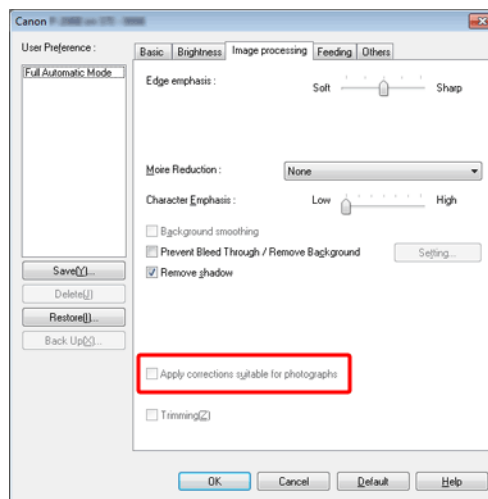 Canon
User Preference :
Full Automatic Mode
Save(Y)...
Delete(J)
Restore(I)...
Back Up(X)...
Basic Brightness Image processing Feeding Others
Edge emphasis :
Soft Sharp
Moire Reduction :
None
Character Emphasis :
Low High
Background smoothing
Prevent Bleed Through / Remove Background
Setting...
Remove shadow
Apply corrections suitable for photographs
Trimming(Z)
OK Cancel Default Help